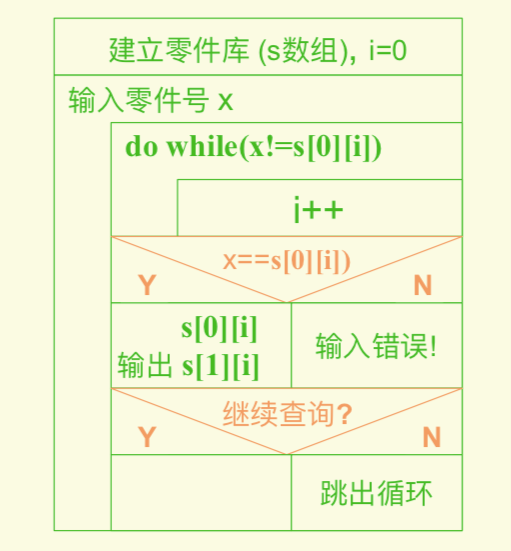 建立零件库 (s数组), i=0
输入零件号 x
do while(x!=s[0][i])
i++
x==s[0][i])
Y N
s[0][i]
输出 s[1][i]
输入错误!
继续查询?
Y N
跳出循环